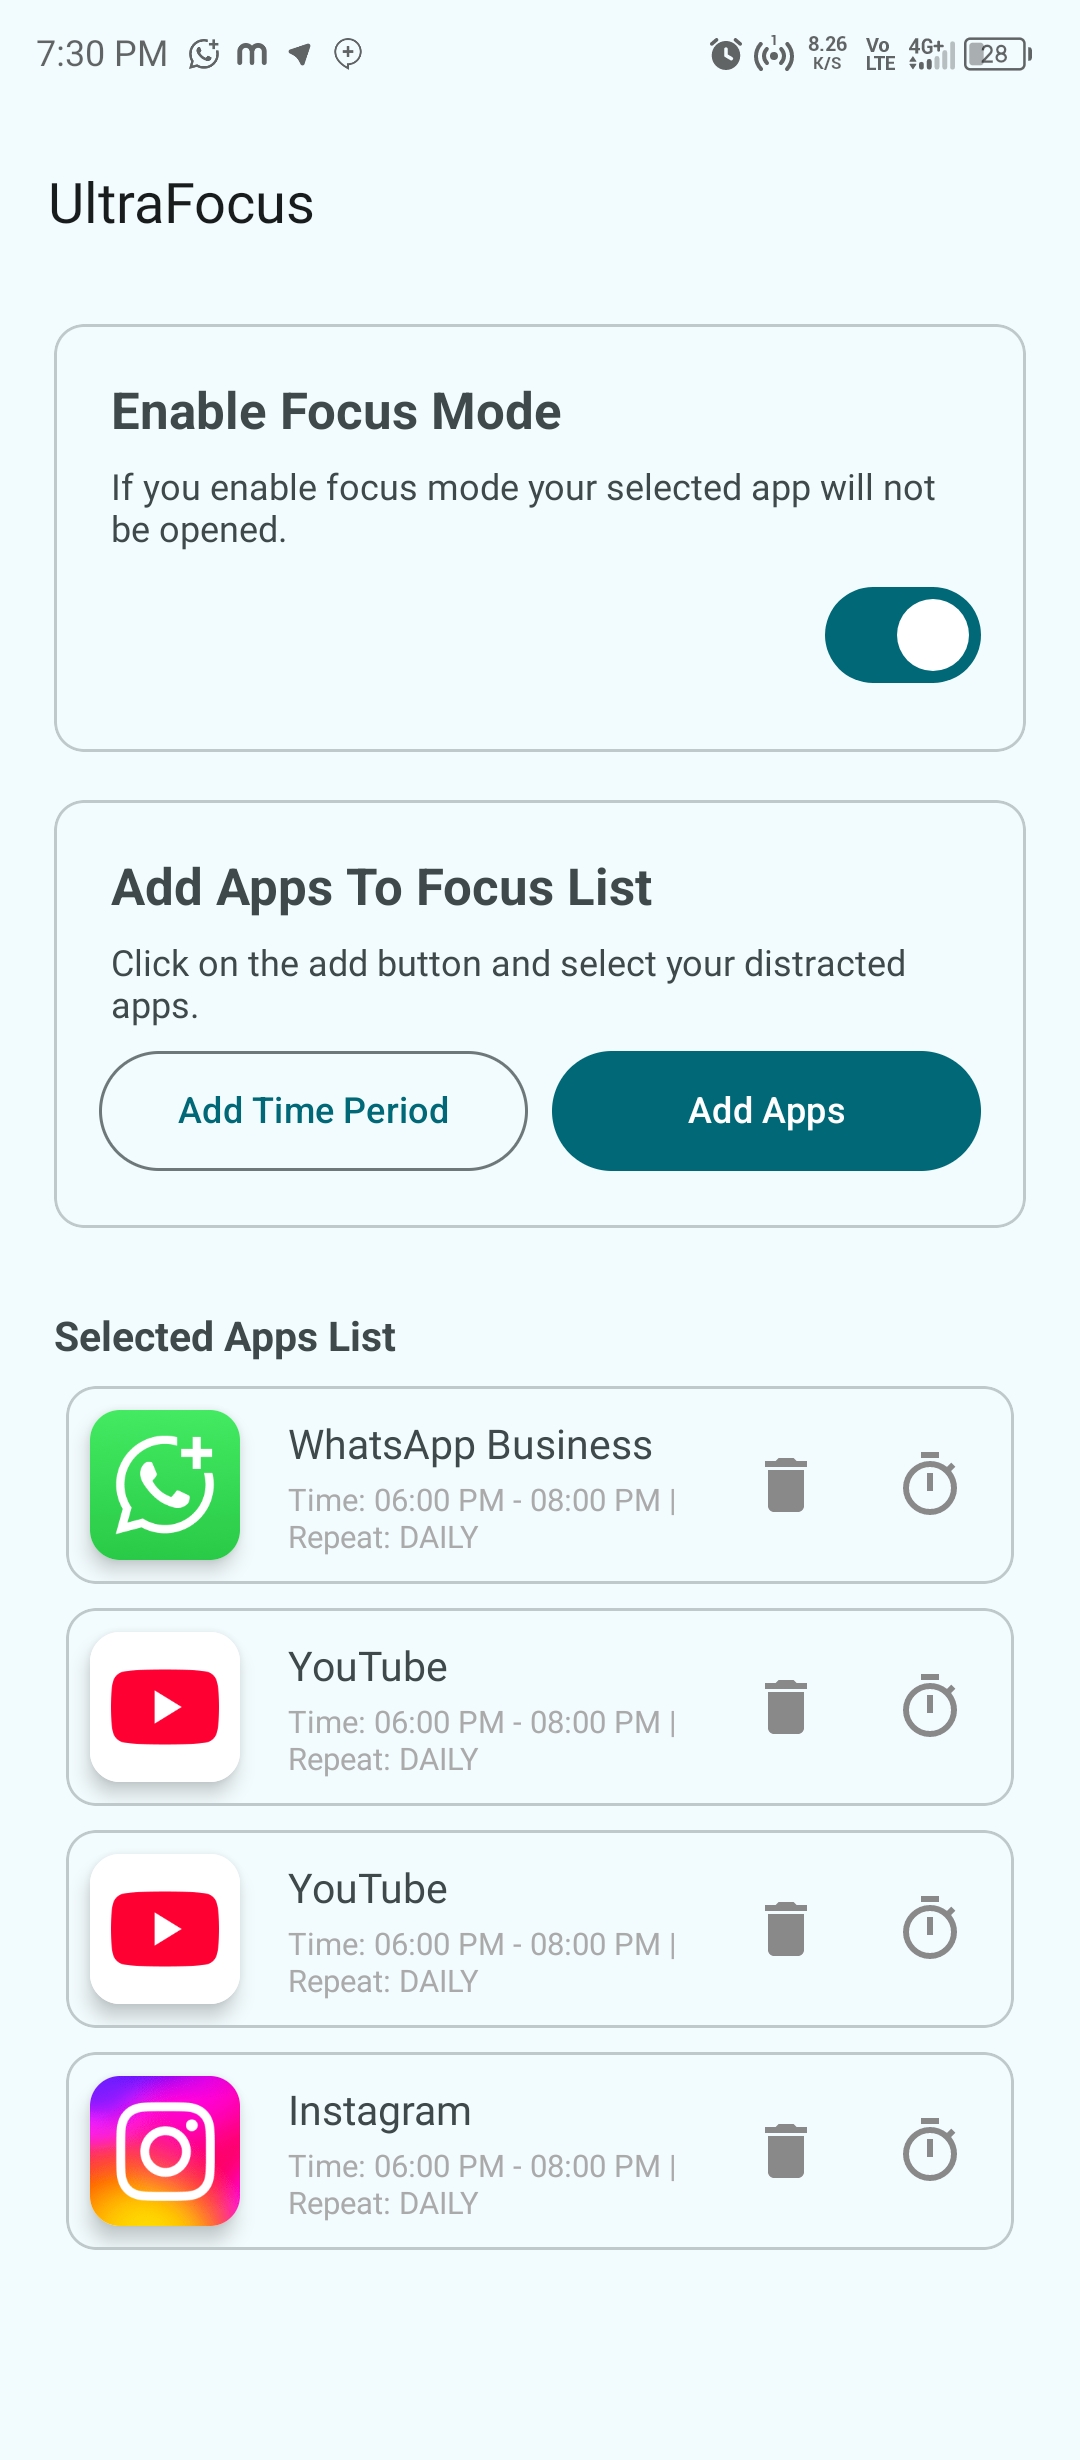 7:30 PM
1
8.26 K/S
Vo LTE
4G+
28
UltraFocus
Enable Focus Mode
If you enable focus mode your selected app will not
be opened.
Add Apps To Focus List
Click on the add button and select your distracted
apps.
Add Time Period
Add Apps
Selected Apps List
WhatsApp Business
Time: 06:00 PM - 08:00 PM |
Repeat: DAILY
YouTube
Time: 06:00 PM - 08:00 PM |
Repeat: DAILY
YouTube
Time: 06:00 PM - 08:00 PM |
Repeat: DAILY
Instagram
Time: 06:00 PM - 08:00 PM |
Repeat: DAILY